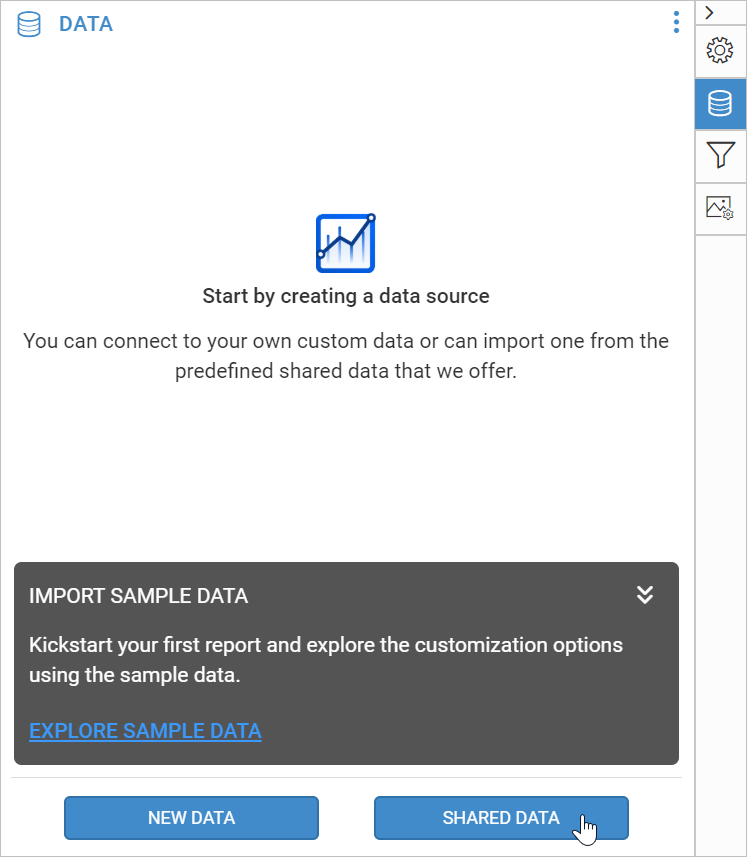 DATA
Start by creating a data source
You can connect to your own custom data or can import one from the
predefined shared data that we offer.
IMPORT SAMPLE DATA
Kickstart your first report and explore the customization options
using the sample data.
EXPLORE SAMPLE DATA
NEW DATA
SHARED DATA